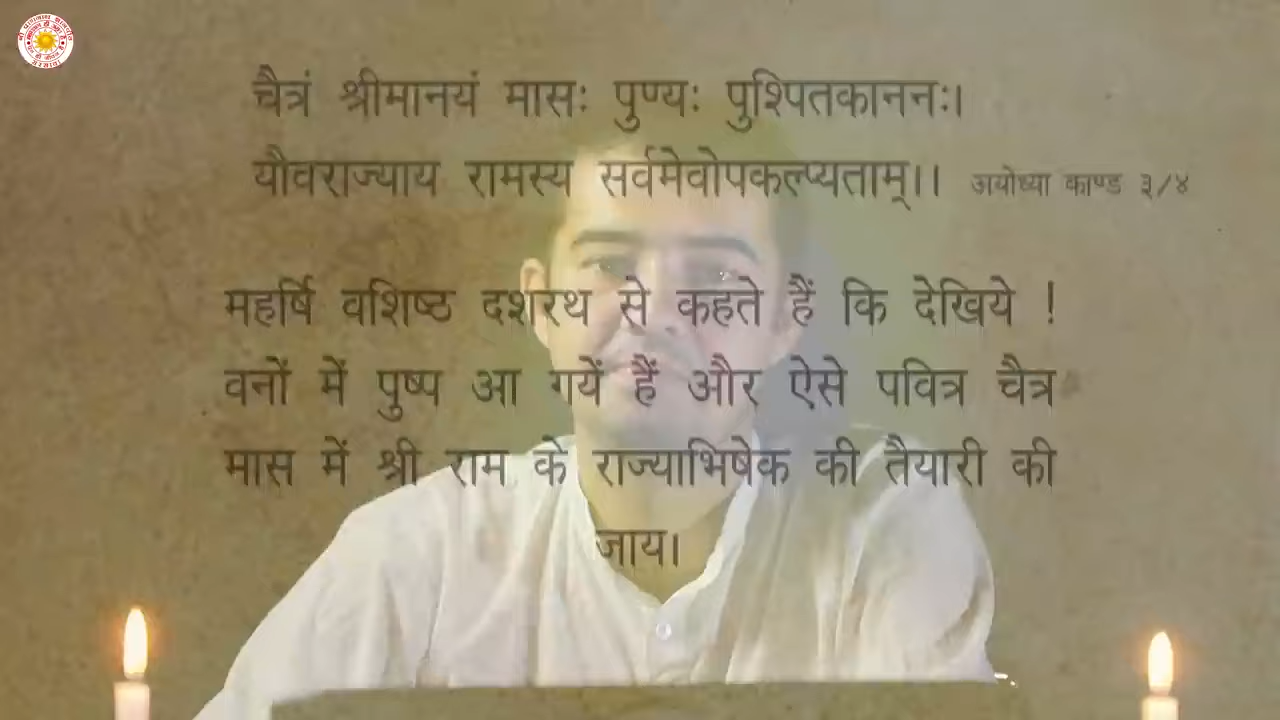 चैत्रं श्रीमानयं मासः पुण्यः पुश्पितकाननः।
यौवराज्याय रामस्य सर्वमेवोपकल्प्यताम्।। अयोध्या काण्ड ३/४
महर्षि वशिष्ठ दशरथ से कहते हैं कि देखिये !
वनों में पुष्प आ गयें हैं और ऐसे पवित्र चैत्र
मास में श्री राम के राज्याभिषेक की तैयारी की
जाय।